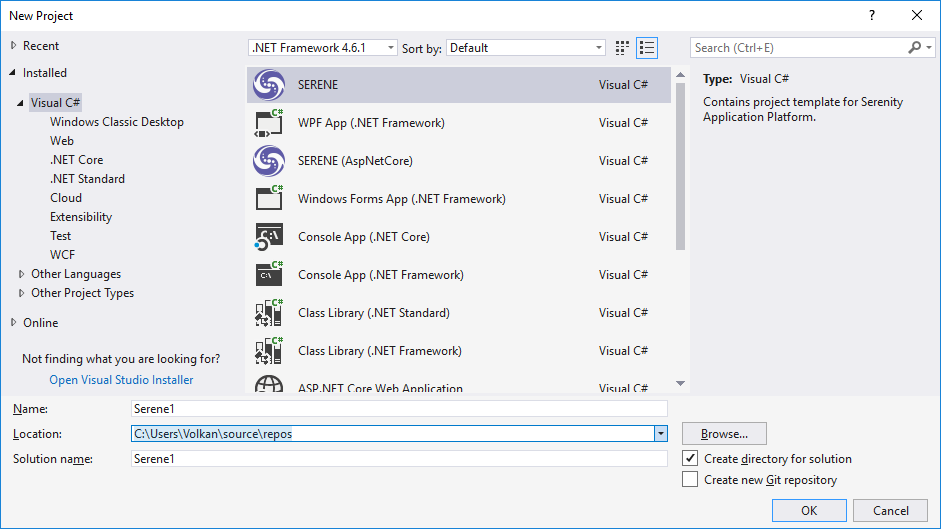 New Project
? 
Recent
Installed
Visual C#
Windows Classic Desktop
Web
.NET Core
.NET Standard
Cloud
Extensibility
Test
WCF
Other Languages
Other Project Types
Online
Not finding what you are looking for?
Open Visual Studio Installer
.NET Framework 4.6.1 Sort by: Default
SERENE Visual C#
C# WPF App (.NET Framework) Visual C#
SERENE (AspNetCore) Visual C#
C# Windows Forms App (.NET Framework) Visual C#
C# C:\ Console App (.NET Core) Visual C#
C# C:\ Console App (.NET Framework) Visual C#
C# Class Library (.NET Standard) Visual C#
C# Class Library (.NET Framework) Visual C#
ASP.NET Core Web Application Visual C#
Search (Ctrl+E)
Type: Visual C#
Contains project template for Serenity
Application Platform.
Name: Serene1
Location: C:\Users\Volkan\source\repos Browse...
Solution name: Serene1
Create directory for solution
Create new Git repository
OK Cancel